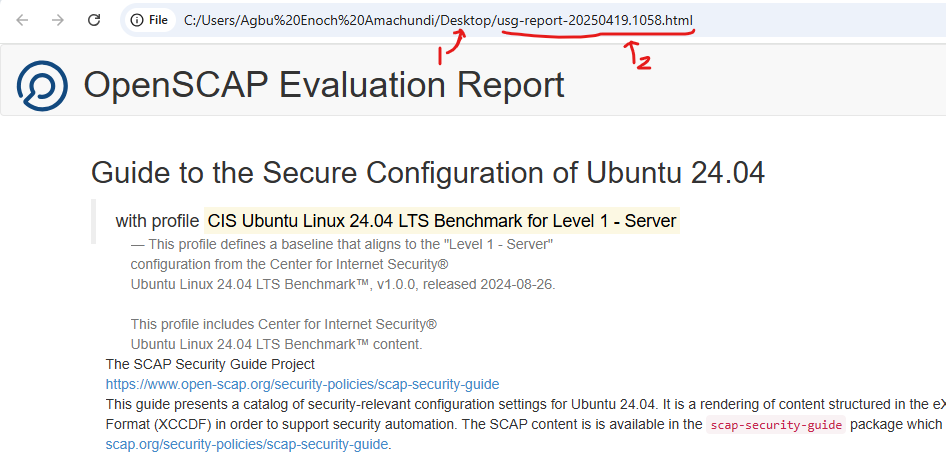 File C:/Users/Agbu%20Enoch%20Amachundi/Desktop/usg-report-20250419.1058.html
1
2
OpenSCAP Evaluation Report
Guide to the Secure Configuration of Ubuntu 24.04
with profile CIS Ubuntu Linux 24.04 LTS Benchmark for Level 1 - Server
— This profile defines a baseline that aligns to the "Level 1 - Server"
configuration from the Center for Internet Security®
Ubuntu Linux 24.04 LTS Benchmark™, v1.0.0, released 2024-08-26.
This profile includes Center for Internet Security®
Ubuntu Linux 24.04 LTS Benchmark™ content.
The SCAP Security Guide Project
https://www.open-scap.org/security-policies/scap-security-guide
This guide presents a catalog of security-relevant configuration settings for Ubuntu 24.04. It is a rendering of content structured in the eX
Format (XCCDF) in order to support security automation. The SCAP content is is available in the scap-security-guide package which
scap.org/security-policies/scap-security-guide.